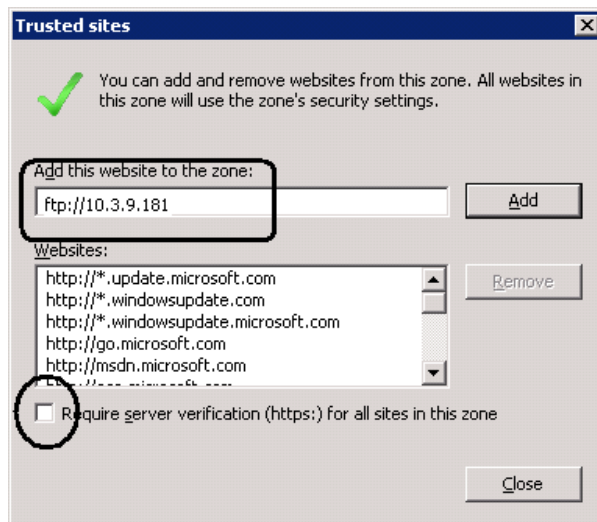 Trusted sites
You can add and remove websites from this zone. All websites in
this zone will use the zone's security settings.
Add this website to the zone:
ftp://10.3.9.181
Add
Websites:
http://*.update.microsoft.com
http://*.windowsupdate.com
http://*.windowsupdate.microsoft.com
http://go.microsoft.com
http://msdn.microsoft.com
Remove
Require server verification (https:) for all sites in this zone
Close